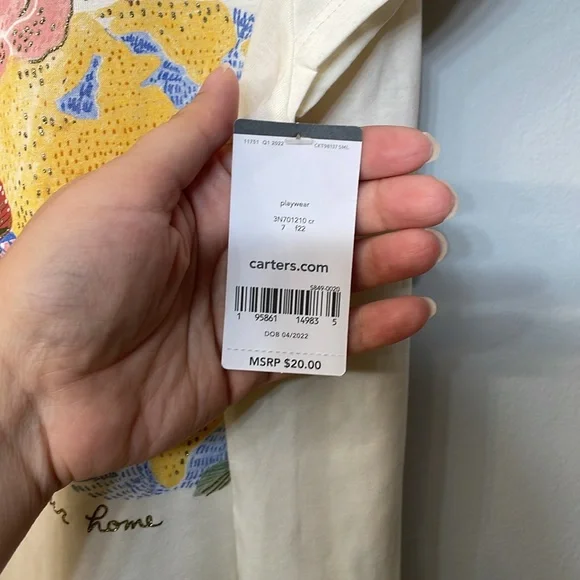 11751 Q1 2022
playwear
3N701210 cr
7 f22
carters.com
5849-0020
1 95861 14983 5
DOB 04/2022
MSRP $20.00
home